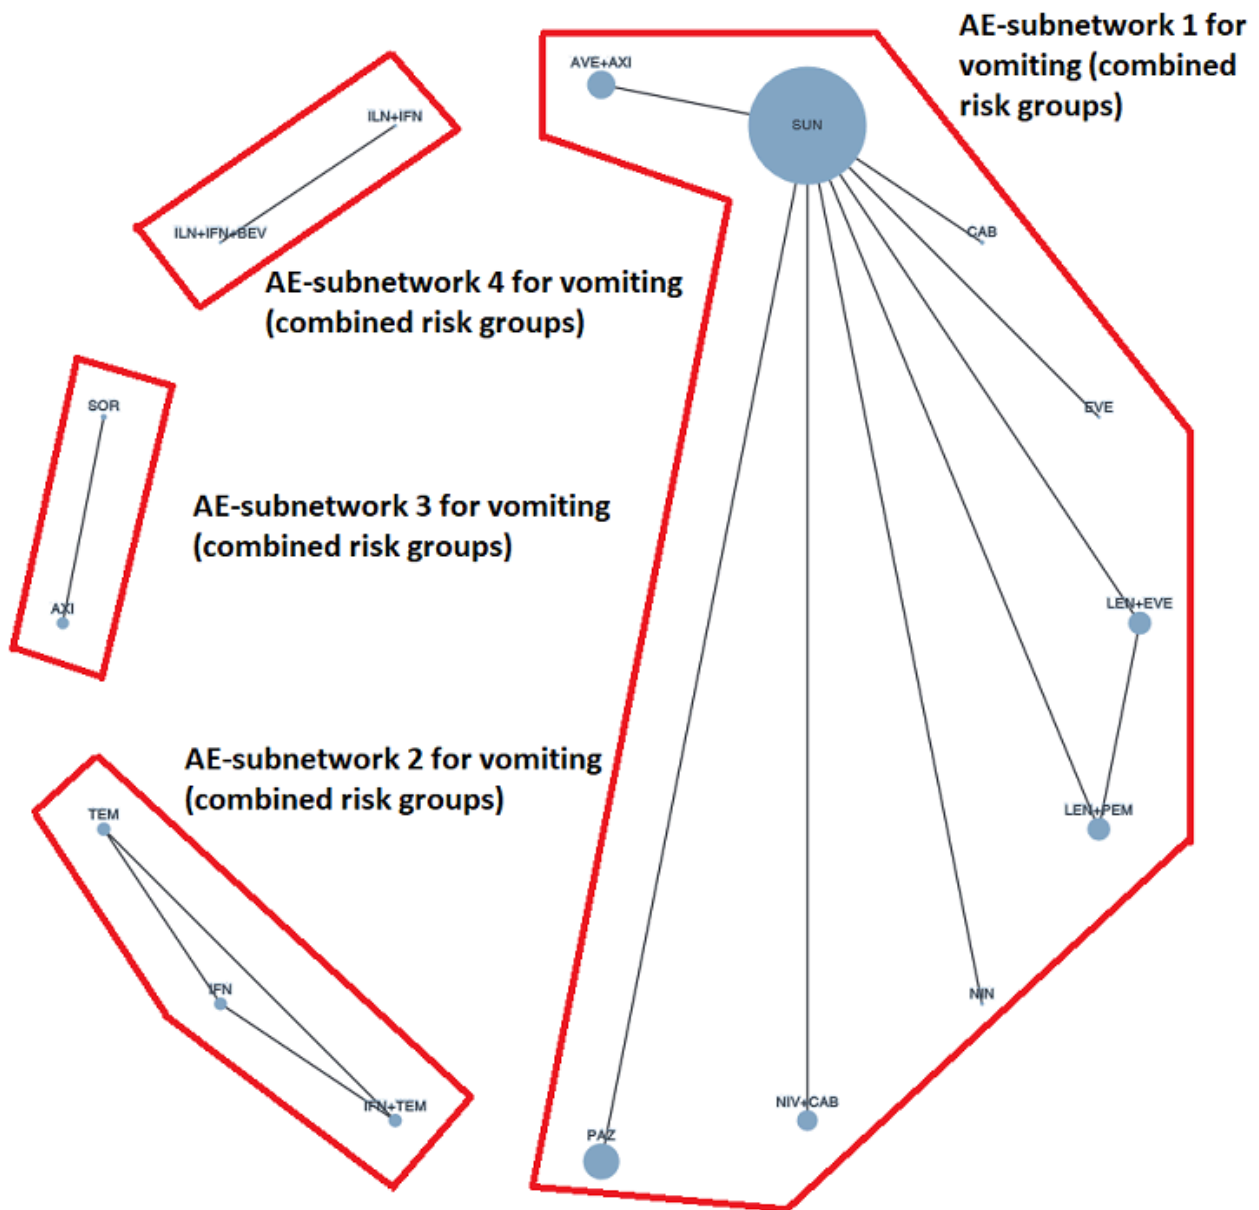 AE-subnetwork 1 for
vomiting (combined
risk groups)
AVE+AXI
SUN
CAB
EVE
LEN+EVE
LEN+PEM
NIN
NIV+CAB
PAZ
ILN+IFN
ILN+IFN+BEV
AE-subnetwork 4 for vomiting
(combined risk groups)
SOR
AXI
AE-subnetwork 3 for vomiting
(combined risk groups)
AE-subnetwork 2 for vomiting
(combined risk groups)
TEM
IFN
IFN+TEM